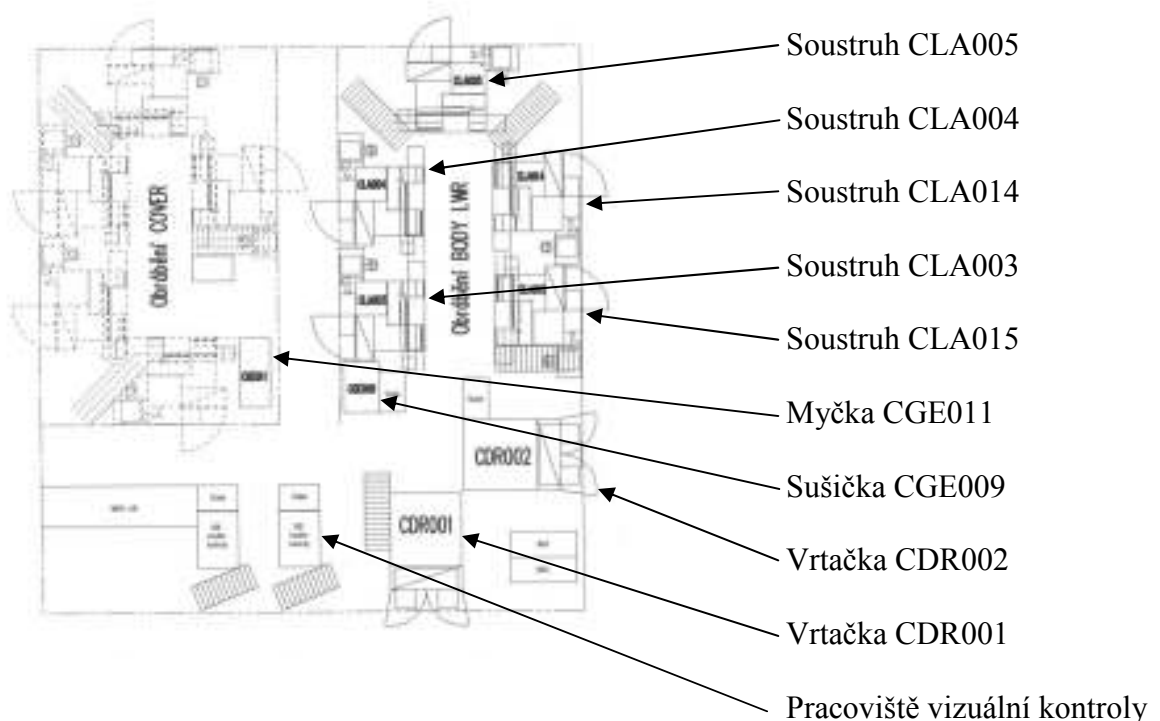 Soustruh CLA005
Soustruh CLA004
Soustruh CLA014
Soustruh CLA003
Soustruh CLA015
Myčka CGE011
Sušička CGE009
Vrtačka CDR002
Vrtačka CDR001
Pracoviště vizuální kontroly
Obrábění COVER
Obrábění BODY LWR
CLA004
CDR002
CDR001